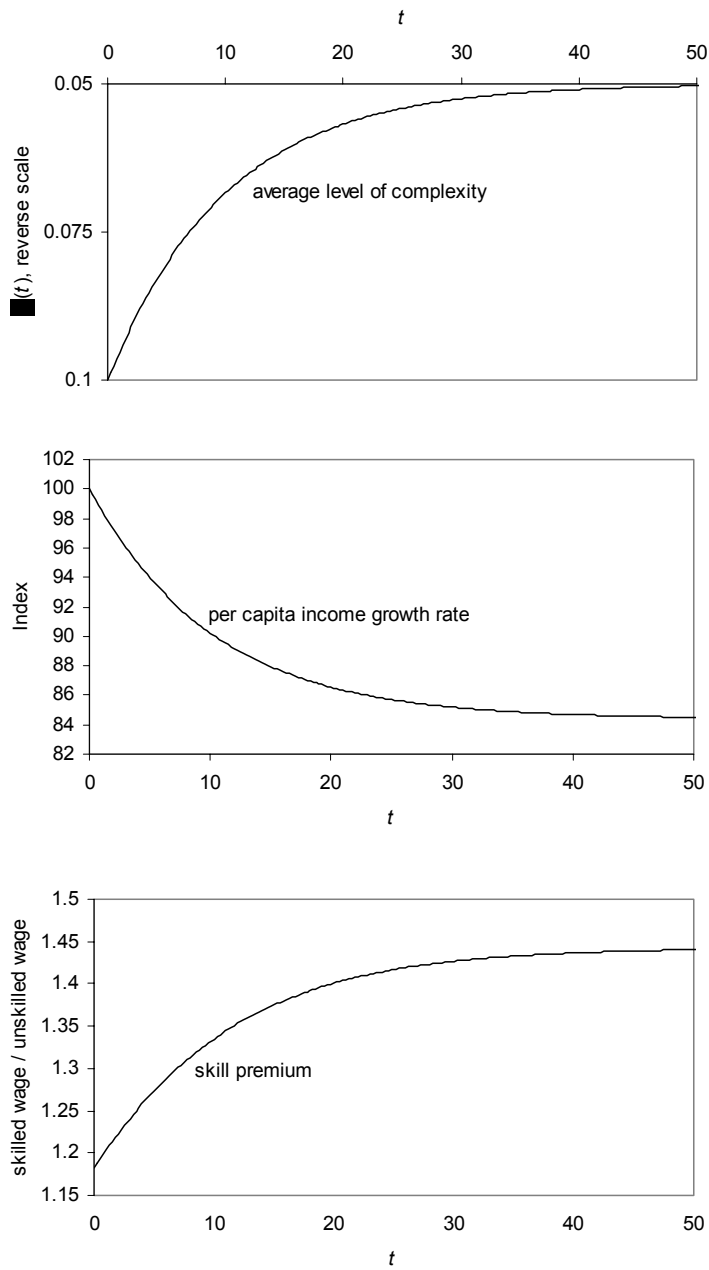 t
0 10 20 30 40 50
0.05
average level of complexity
0.075
(t), reverse scale
0.1
102
100
98
96
94
92
per capita income growth rate
90
88
86
84
82
Index
0 10 20 30 40 50
t
1.5
1.45
1.4
1.35
1.3
skill premium
1.25
1.2
1.15
skilled wage / unskilled wage
0 10 20 30 40 50
t